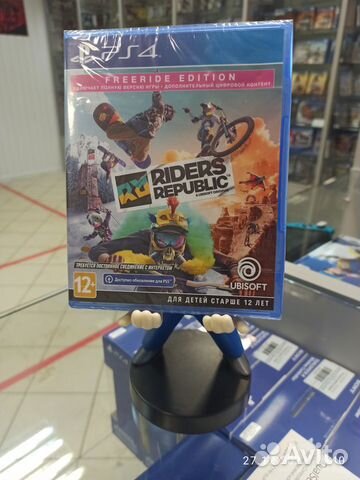 PS4
FREERIDE EDITION
ВКЛЮЧАЕТ ПОЛНУЮ ВЕРСИЮ ИГРЫ + ДОПОЛНИТЕЛЬНЫЙ ЦИФРОВОЙ КОНТЕНТ
RR
RIDERS
REPUBLIC
ТРЕБУЕТСЯ ПОСТОЯННОЕ СОЕДИНЕНИЕ С ИНТЕРНЕТОМ
12+
Доступно обновление для PS5
UBISOFT
ДЛЯ ДЕТЕЙ СТАРШЕ 12 ЛЕТ
Avito